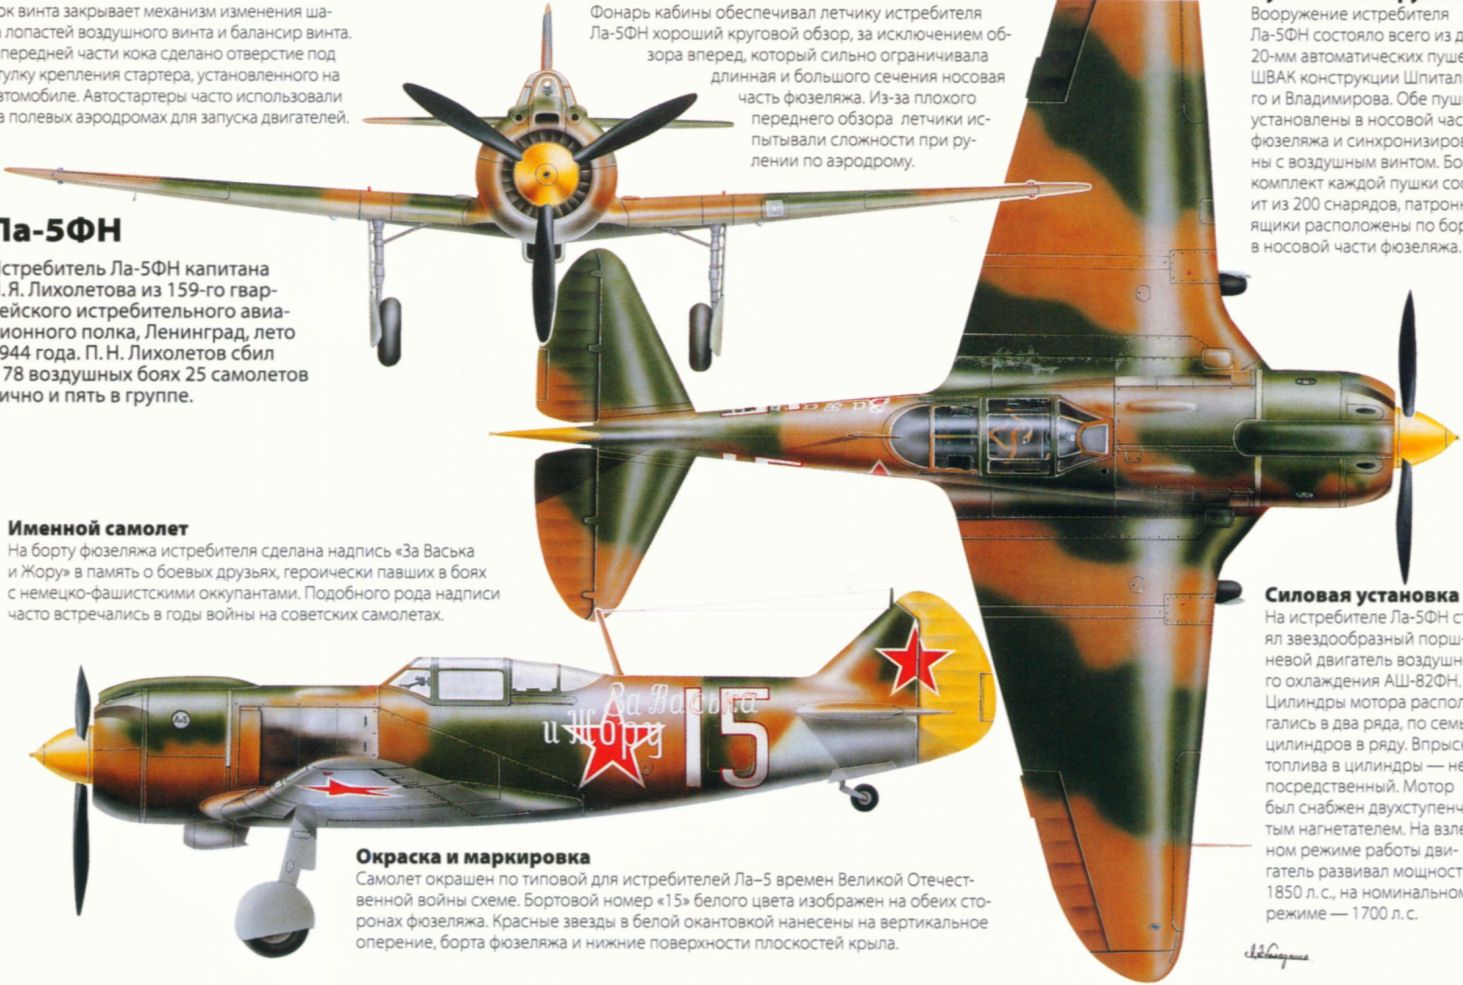 ок винта закрывает механизм изменения ша-
лопастей воздушного винта и балансир винта.
передней части кока сделано отверстие под
тулку крепления стартера, установленного на
втомобиле. Автостартеры часто использовали
а полевых аэродромах для запуска двигателей.
Фонарь кабины обеспечивал летчику истребителя
Ла-5ФН хороший круговой обзор, за исключением об-
зора вперед, который сильно ограничивала
длинная и большого сечения носовая
часть фюзеляжа. Из-за плохого
переднего обзора летчики ис-
пытывали сложности при ру-
лении по аэродрому.
Вооружение истребителя
Ла-5ФН состояло всего из д
20-мм автоматических пуше
ШВАК конструкции Шпиталь
го и Владимирова. Обе пуш
установлены в носовой час
фюзеляжа и синхронизиров
ны с воздушным винтом. Бо
комплект каждой пушки сос
ит из 200 снарядов, патронн
ящики расположены по бор
в носовой части фюзеляжа.
Ла-5ФН
Истребитель Ла-5ФН капитана
.Я. Лихолетова из 159-го гвар-
ейского истребительного авиа-
ионного полка, Ленинград, лето
944 года. П. Н. Лихолетов сбил
178 воздушных боях 25 самолетов
ично и пять в группе.
Именной самолет
На борту фюзеляжа истребителя сделана надпись «За Васька
и Жору» в память о боевых друзьях, героически павших в боях
с немецко-фашистскими оккупантами. Подобного рода надписи
часто встречались в годы войны на советских самолетах.
За Васька
и Жору
15
Ла5
Окраска и маркировка
Самолет окрашен по типовой для истребителей Ла–5 времен Великой Отечест-
венной войны схеме. Бортовой номер «15» белого цвета изображен на обеих сто-
ронах фюзеляжа. Красные звезды в белой окантовкой нанесены на вертикальное
оперение, борта фюзеляжа и нижние поверхности плоскостей крыла.
Силовая установка
На истребителе Ла-5ФН ст
ял звездообразный порш-
невой двигатель воздушн
го охлаждения АШ-82ФН.
Цилиндры мотора распол
гались в два ряда, по семь
цилиндров в ряду. Впрыск
топлива в цилиндры — не
посредственный. Мотор
был снабжен двухступенч
тым нагнетателем. На взле
ном режиме работы дви-
гатель развивал мощност
1850 л. с., на номинальном
режиме — 1700 л. с.